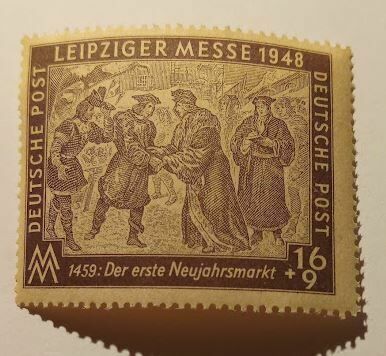 LEIPZIGER MESSE 1948
DEUTSCHE POST
DEUTSCHE POST
MM
1459: Der erste Neujahrsmarkt
16
+9